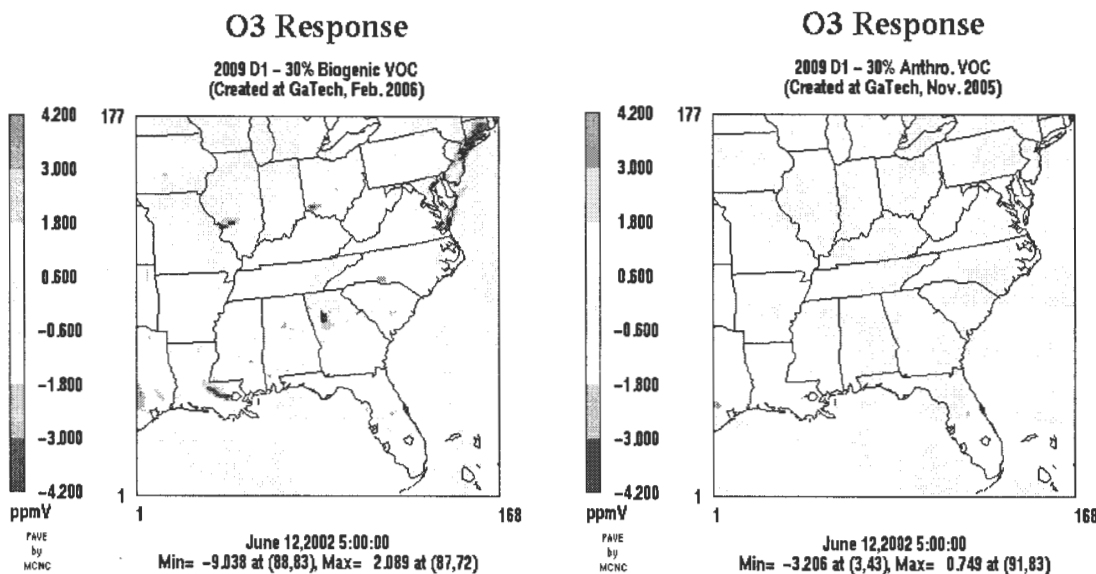 O3 Response
2009 D1 – 30% Biogenic VOC
(Created at GaTech, Feb. 2006)
177
4.200
3.000
1.800
0.600
-0.600
-1.800
-3.000
-4.200
ppmV
1
1
168
PAVE
by
MCNC
June 12,2002 5:00:00
Min= -9.038 at (88,83), Max= 2.089 at (87,72)
O3 Response
2009 D1 – 30% Anthro. VOC
(Created at GaTech, Nov. 2005)
177
4.200
3.000
1.800
0.600
-0.600
-1.800
-3.000
-4.200
ppmV
1
1
168
PAVE
by
MCNC
June 12,2002 5:00:00
Min= -3.206 at (3,43), Max= 0.749 at (91,83)